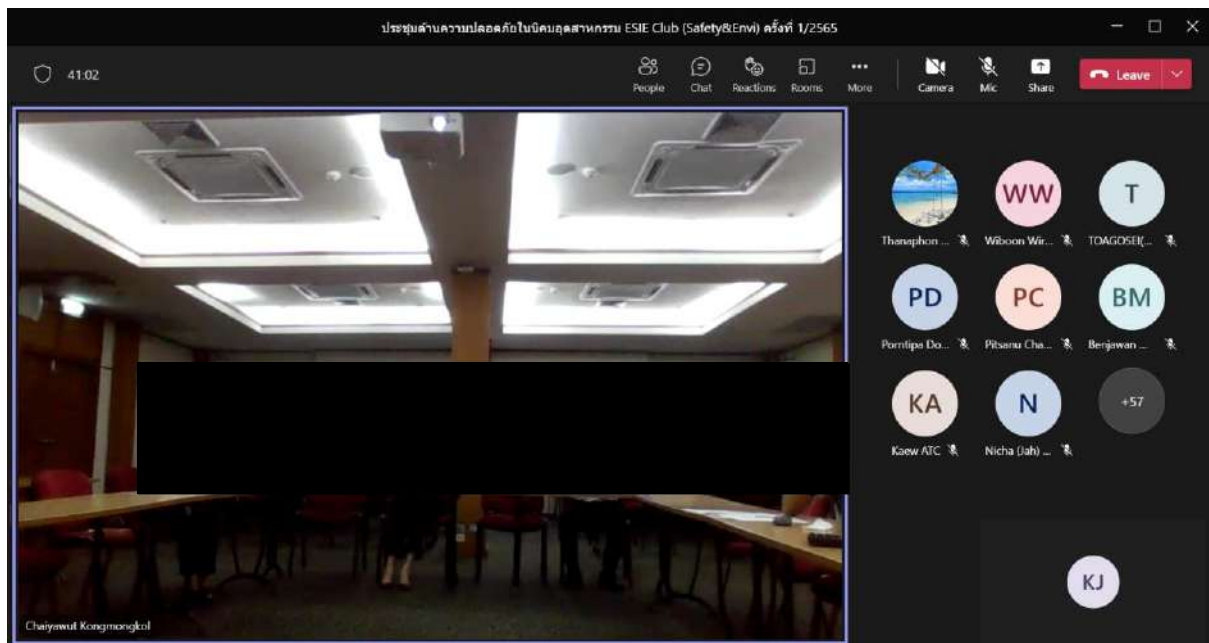 ประชุมด้านความปลอดภัยในนิคมอุตสาหกรรม ESIE Club (Safety&Envi) ครั้งที่ 1/2565
41:02
People Chat Reactions Rooms More Camera Mic Share Leave
WW T
Thanaphon ... Wiboon Wir... TOAGOSEI(...
PD PC BM
Porntipa Do... Pitsanu Cha... Benjawan ...
KA N +57
Kaew ATC Nicha (Jah) ...
KJ
Chaiyawut Kongmongkol